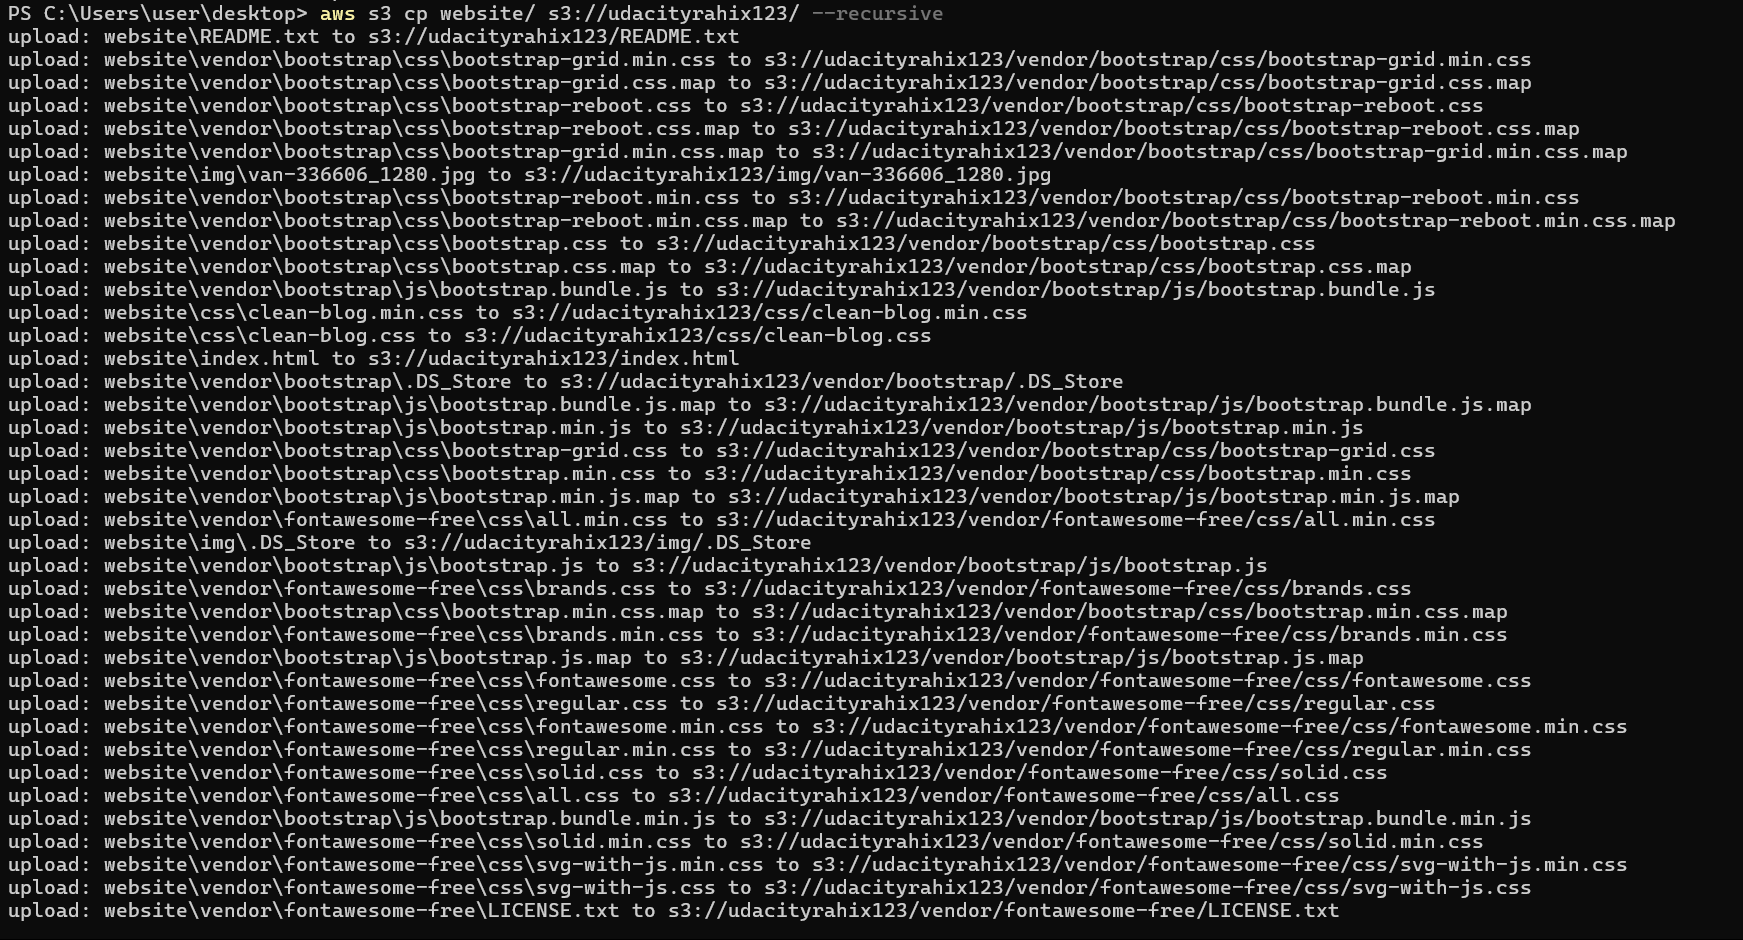 PS C:\Users\user\desktop> aws s3 cp website/ s3://udacityrahix123/ --recursive
upload: website\README.txt to s3://udacityrahix123/README.txt
upload: website\vendor\bootstrap\css\bootstrap-grid.min.css to s3://udacityrahix123/vendor/bootstrap/css/bootstrap-grid.min.css
upload: website\vendor\bootstrap\css\bootstrap-grid.css.map to s3://udacityrahix123/vendor/bootstrap/css/bootstrap-grid.css.map
upload: website\vendor\bootstrap\css\bootstrap-reboot.css to s3://udacityrahix123/vendor/bootstrap/css/bootstrap-reboot.css
upload: website\vendor\bootstrap\css\bootstrap-reboot.css.map to s3://udacityrahix123/vendor/bootstrap/css/bootstrap-reboot.css.map
upload: website\vendor\bootstrap\css\bootstrap-grid.min.css.map to s3://udacityrahix123/vendor/bootstrap/css/bootstrap-grid.min.css.map
upload: website\img\van-336606_1280.jpg to s3://udacityrahix123/img/van-336606_1280.jpg
upload: website\vendor\bootstrap\css\bootstrap-reboot.min.css to s3://udacityrahix123/vendor/bootstrap/css/bootstrap-reboot.min.css
upload: website\vendor\bootstrap\css\bootstrap-reboot.min.css.map to s3://udacityrahix123/vendor/bootstrap/css/bootstrap-reboot.min.css.map
upload: website\vendor\bootstrap\css\bootstrap.css to s3://udacityrahix123/vendor/bootstrap/css/bootstrap.css
upload: website\vendor\bootstrap\css\bootstrap.css.map to s3://udacityrahix123/vendor/bootstrap/css/bootstrap.css.map
upload: website\vendor\bootstrap\js\bootstrap.bundle.js to s3://udacityrahix123/vendor/bootstrap/js/bootstrap.bundle.js
upload: website\css\clean-blog.min.css to s3://udacityrahix123/css/clean-blog.min.css
upload: website\css\clean-blog.css to s3://udacityrahix123/css/clean-blog.css
upload: website\index.html to s3://udacityrahix123/index.html
upload: website\vendor\bootstrap\.DS_Store to s3://udacityrahix123/vendor/bootstrap/.DS_Store
upload: website\vendor\bootstrap\js\bootstrap.bundle.js.map to s3://udacityrahix123/vendor/bootstrap/js/bootstrap.bundle.js.map
upload: website\vendor\bootstrap\js\bootstrap.min.js to s3://udacityrahix123/vendor/bootstrap/js/bootstrap.min.js
upload: website\vendor\bootstrap\css\bootstrap-grid.css to s3://udacityrahix123/vendor/bootstrap/css/bootstrap-grid.css
upload: website\vendor\bootstrap\css\bootstrap.min.css to s3://udacityrahix123/vendor/bootstrap/css/bootstrap.min.css
upload: website\vendor\bootstrap\js\bootstrap.min.js.map to s3://udacityrahix123/vendor/bootstrap/js/bootstrap.min.js.map
upload: website\vendor\fontawesome-free\css\all.min.css to s3://udacityrahix123/vendor/fontawesome-free/css/all.min.css
upload: website\img\.DS_Store to s3://udacityrahix123/img/.DS_Store
upload: website\vendor\bootstrap\js\bootstrap.js to s3://udacityrahix123/vendor/bootstrap/js/bootstrap.js
upload: website\vendor\fontawesome-free\css\brands.css to s3://udacityrahix123/vendor/fontawesome-free/css/brands.css
upload: website\vendor\bootstrap\css\bootstrap.min.css.map to s3://udacityrahix123/vendor/bootstrap/css/bootstrap.min.css.map
upload: website\vendor\fontawesome-free\css\brands.min.css to s3://udacityrahix123/vendor/fontawesome-free/css/brands.min.css
upload: website\vendor\bootstrap\js\bootstrap.js.map to s3://udacityrahix123/vendor/bootstrap/js/bootstrap.js.map
upload: website\vendor\fontawesome-free\css\fontawesome.css to s3://udacityrahix123/vendor/fontawesome-free/css/fontawesome.css
upload: website\vendor\fontawesome-free\css\regular.css to s3://udacityrahix123/vendor/fontawesome-free/css/regular.css
upload: website\vendor\fontawesome-free\css\fontawesome.min.css to s3://udacityrahix123/vendor/fontawesome-free/css/fontawesome.min.css
upload: website\vendor\fontawesome-free\css\regular.min.css to s3://udacityrahix123/vendor/fontawesome-free/css/regular.min.css
upload: website\vendor\fontawesome-free\css\solid.css to s3://udacityrahix123/vendor/fontawesome-free/css/solid.css
upload: website\vendor\fontawesome-free\css\all.css to s3://udacityrahix123/vendor/fontawesome-free/css/all.css
upload: website\vendor\bootstrap\js\bootstrap.bundle.min.js to s3://udacityrahix123/vendor/bootstrap/js/bootstrap.bundle.min.js
upload: website\vendor\fontawesome-free\css\solid.min.css to s3://udacityrahix123/vendor/fontawesome-free/css/solid.min.css
upload: website\vendor\fontawesome-free\css\svg-with-js.min.css to s3://udacityrahix123/vendor/fontawesome-free/css/svg-with-js.min.css
upload: website\vendor\fontawesome-free\css\svg-with-js.css to s3://udacityrahix123/vendor/fontawesome-free/css/svg-with-js.css
upload: website\vendor\fontawesome-free\LICENSE.txt to s3://udacityrahix123/vendor/fontawesome-free/LICENSE.txt